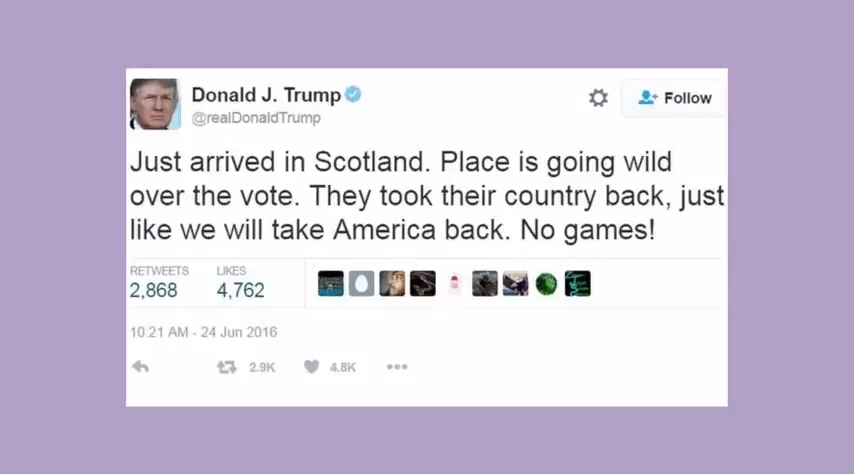 Donald J. Trump
@realDonaldTrump
Follow
Just arrived in Scotland. Place is going wild
over the vote. They took their country back, just
like we will take America back. No games!
RETWEETS LIKES
2,868 4,762
10:21 AM - 24 Jun 2016
2.9K 4.8K